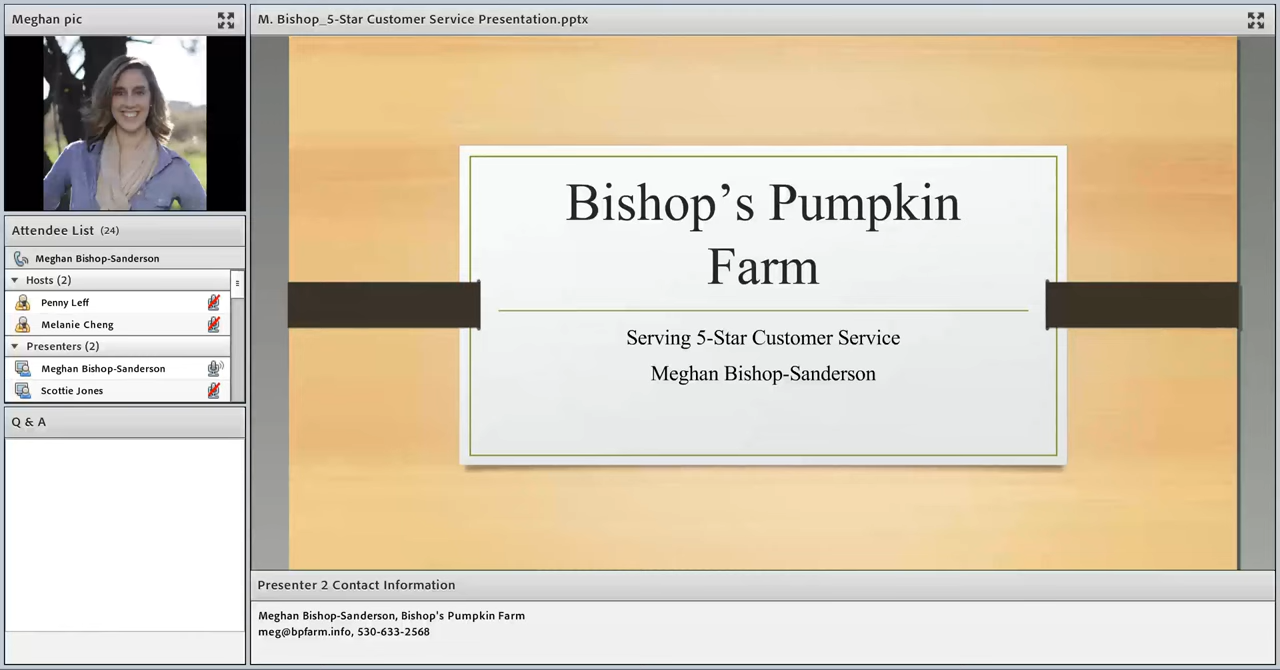 Meghan pic
Attendee List (24)
Meghan Bishop-Sanderson
Hosts (2)
Penny Leff
Melanie Cheng
Presenters (2)
Meghan Bishop-Sanderson
Scottie Jones
Q & A
M. Bishop_5-Star Customer Service Presentation.pptx
Bishop’s Pumpkin
Farm
Serving 5-Star Customer Service
Meghan Bishop-Sanderson
Presenter 2 Contact Information
Meghan Bishop-Sanderson, Bishop's Pumpkin Farm
meg@bpfarm.info, 530-633-2568